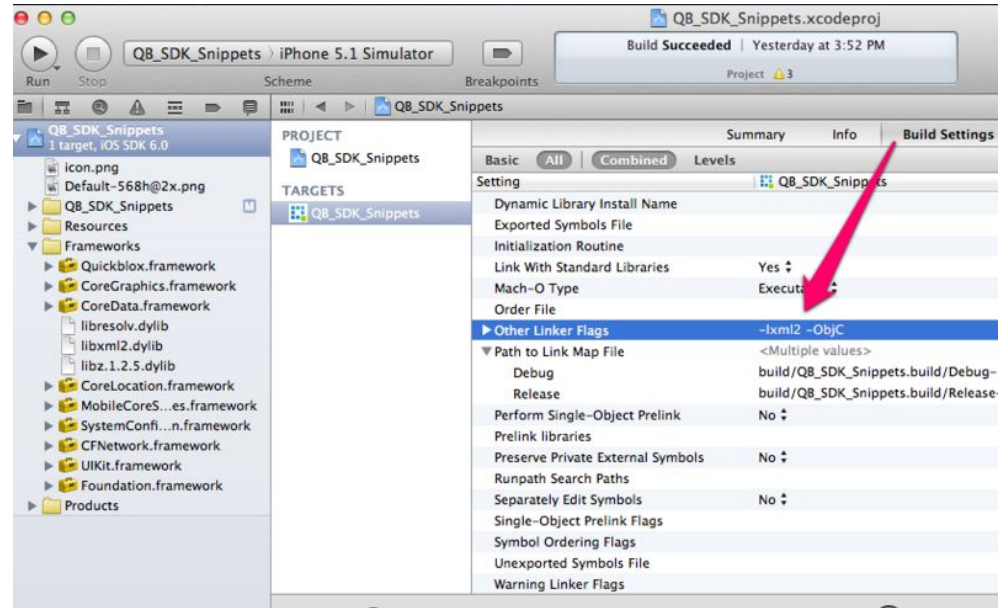 QB_SDK_Snippets.xcodeproj
QB_SDK_Snippets iPhone 5.1 Simulator
Build Succeeded | Yesterday at 3:52 PM
Project 3
Run Stop Scheme Breakpoints
QB_SDK_Snippets
QB_SDK_Snippets
1 target, iOS SDK 6.0
icon.png
Default-568h@2x.png
QB_SDK_Snippets M
Resources
Frameworks
Quickblox.framework
CoreGraphics.framework
CoreData.framework
libresolv.dylib
libxml2.dylib
libz.1.2.5.dylib
CoreLocation.framework
MobileCoreS...es.framework
SystemConfi...n.framework
CFNetwork.framework
UIKit.framework
Foundation.framework
Products
PROJECT
QB_SDK_Snippets
TARGETS
QB_SDK_Snippets
Summary Info Build Settings
Basic All Combined Levels
Setting QB_SDK_Snippets
Dynamic Library Install Name
Exported Symbols File
Initialization Routine
Link With Standard Libraries Yes
Mach-O Type
Order File
Other Linker Flags -lxml2 -ObjC
Path to Link Map File <Multiple values>
Debug build/QB_SDK_Snippets.build/Debug-
Release build/QB_SDK_Snippets.build/Release-
Perform Single-Object Prelink No
Prelink libraries
Preserve Private External Symbols No
Runpath Search Paths
Separately Edit Symbols No
Single-Object Prelink Flags
Symbol Ordering Flags
Unexported Symbols File
Warning Linker Flags